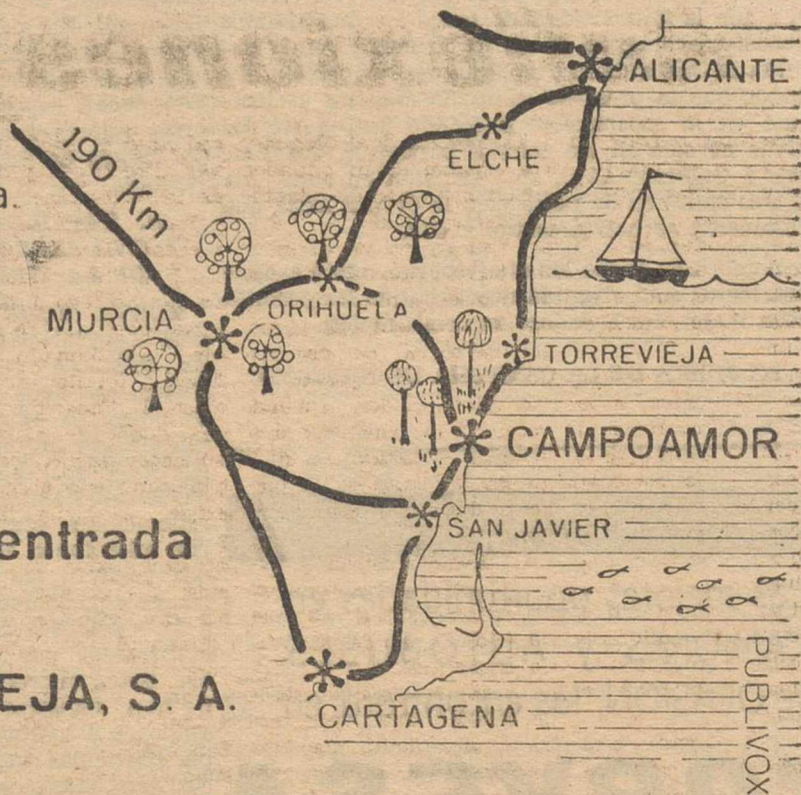 ALICANTE
ELCHE
190 Km
a.
ORIHUELA
MURCIA
TORREVIEJA
CAMPOAMOR
entrada
SAN JAVIER
EJA, S. A.
CARTAGENA
PUBLIVOX